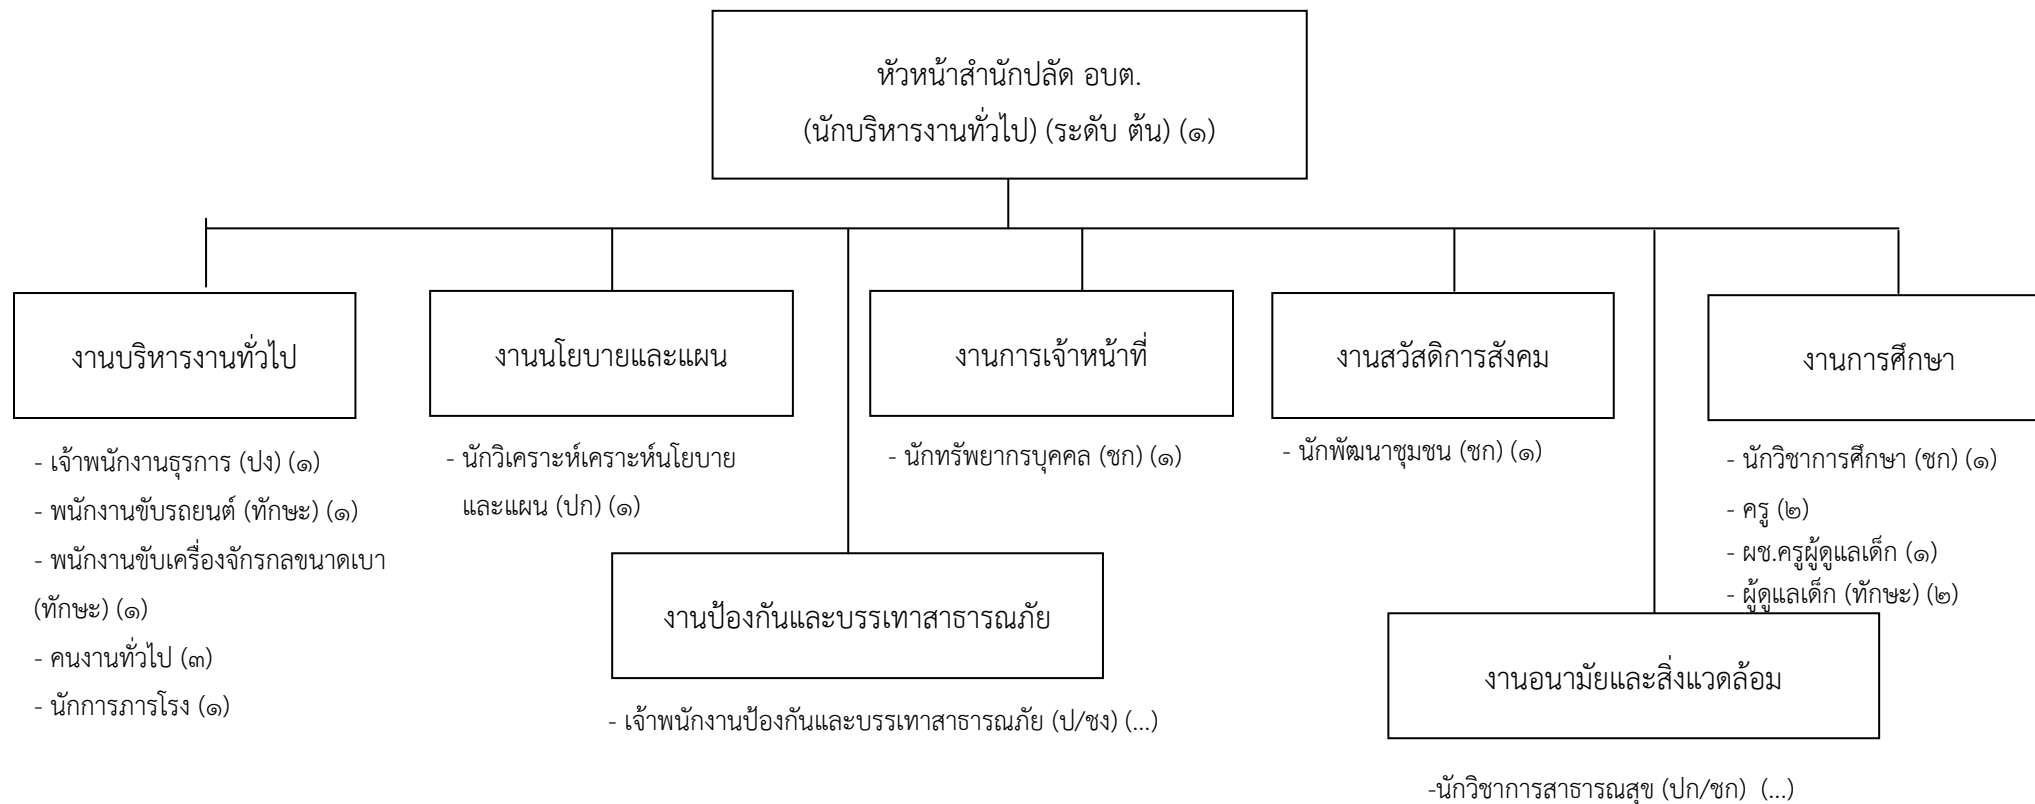 หัวหน้าสำนักปลัด อบต.
(นักบริหารงานทั่วไป) (ระดับ ต้น) (๑)
งานบริหารงานทั่วไป
- เจ้าพนักงานธุรการ (ปง) (๑)
- พนักงานขับรถยนต์ (ทักษะ) (๑)
- พนักงานขับเครื่องจักรกลขนาดเบา
(ทักษะ) (๑)
- คนงานทั่วไป (๓)
- นักการภารโรง (๑)
งานนโยบายและแผน
- นักวิเคราะห์เคราะห์นโยบาย
และแผน (ปก) (๑)
งานป้องกันและบรรเทาสาธารณภัย
- เจ้าพนักงานป้องกันและบรรเทาสาธารณภัย (ป/ชง) (...)
งานการเจ้าหน้าที่
- นักทรัพยากรบุคคล (ชก) (๑)
งานสวัสดิการสังคม
- นักพัฒนาชุมชน (ชก) (๑)
งานอนามัยและสิ่งแวดล้อม
-นักวิชาการสาธารณสุข (ปก/ชก) (...)
งานการศึกษา
- นักวิชาการศึกษา (ชก) (๑)
- ครู (๒)
- ผช.ครูผู้ดูแลเด็ก (๑)
- ผู้ดูแลเด็ก (ทักษะ) (๒)